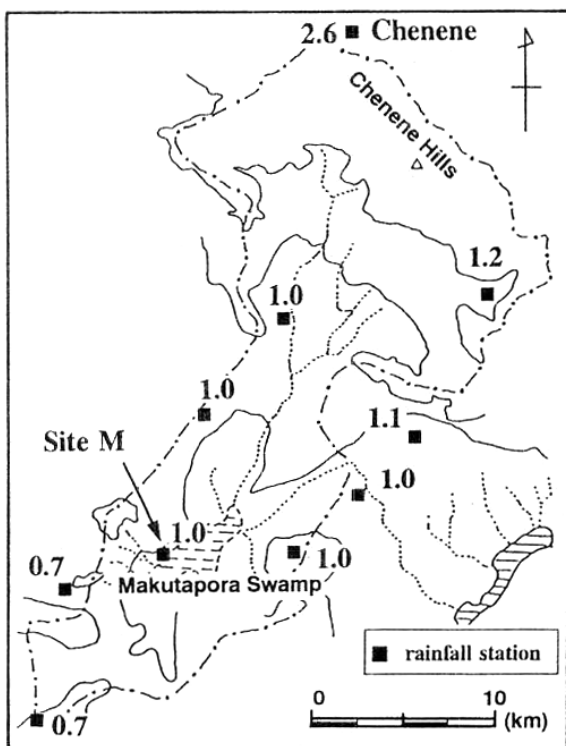 2.6 Chenene
Chenene Hills
1.2
1.0
1.0
1.1
Site M
1.0
1.0
1.0
0.7
Makutapora Swamp
rainfall station
0 10
(km)
0.7